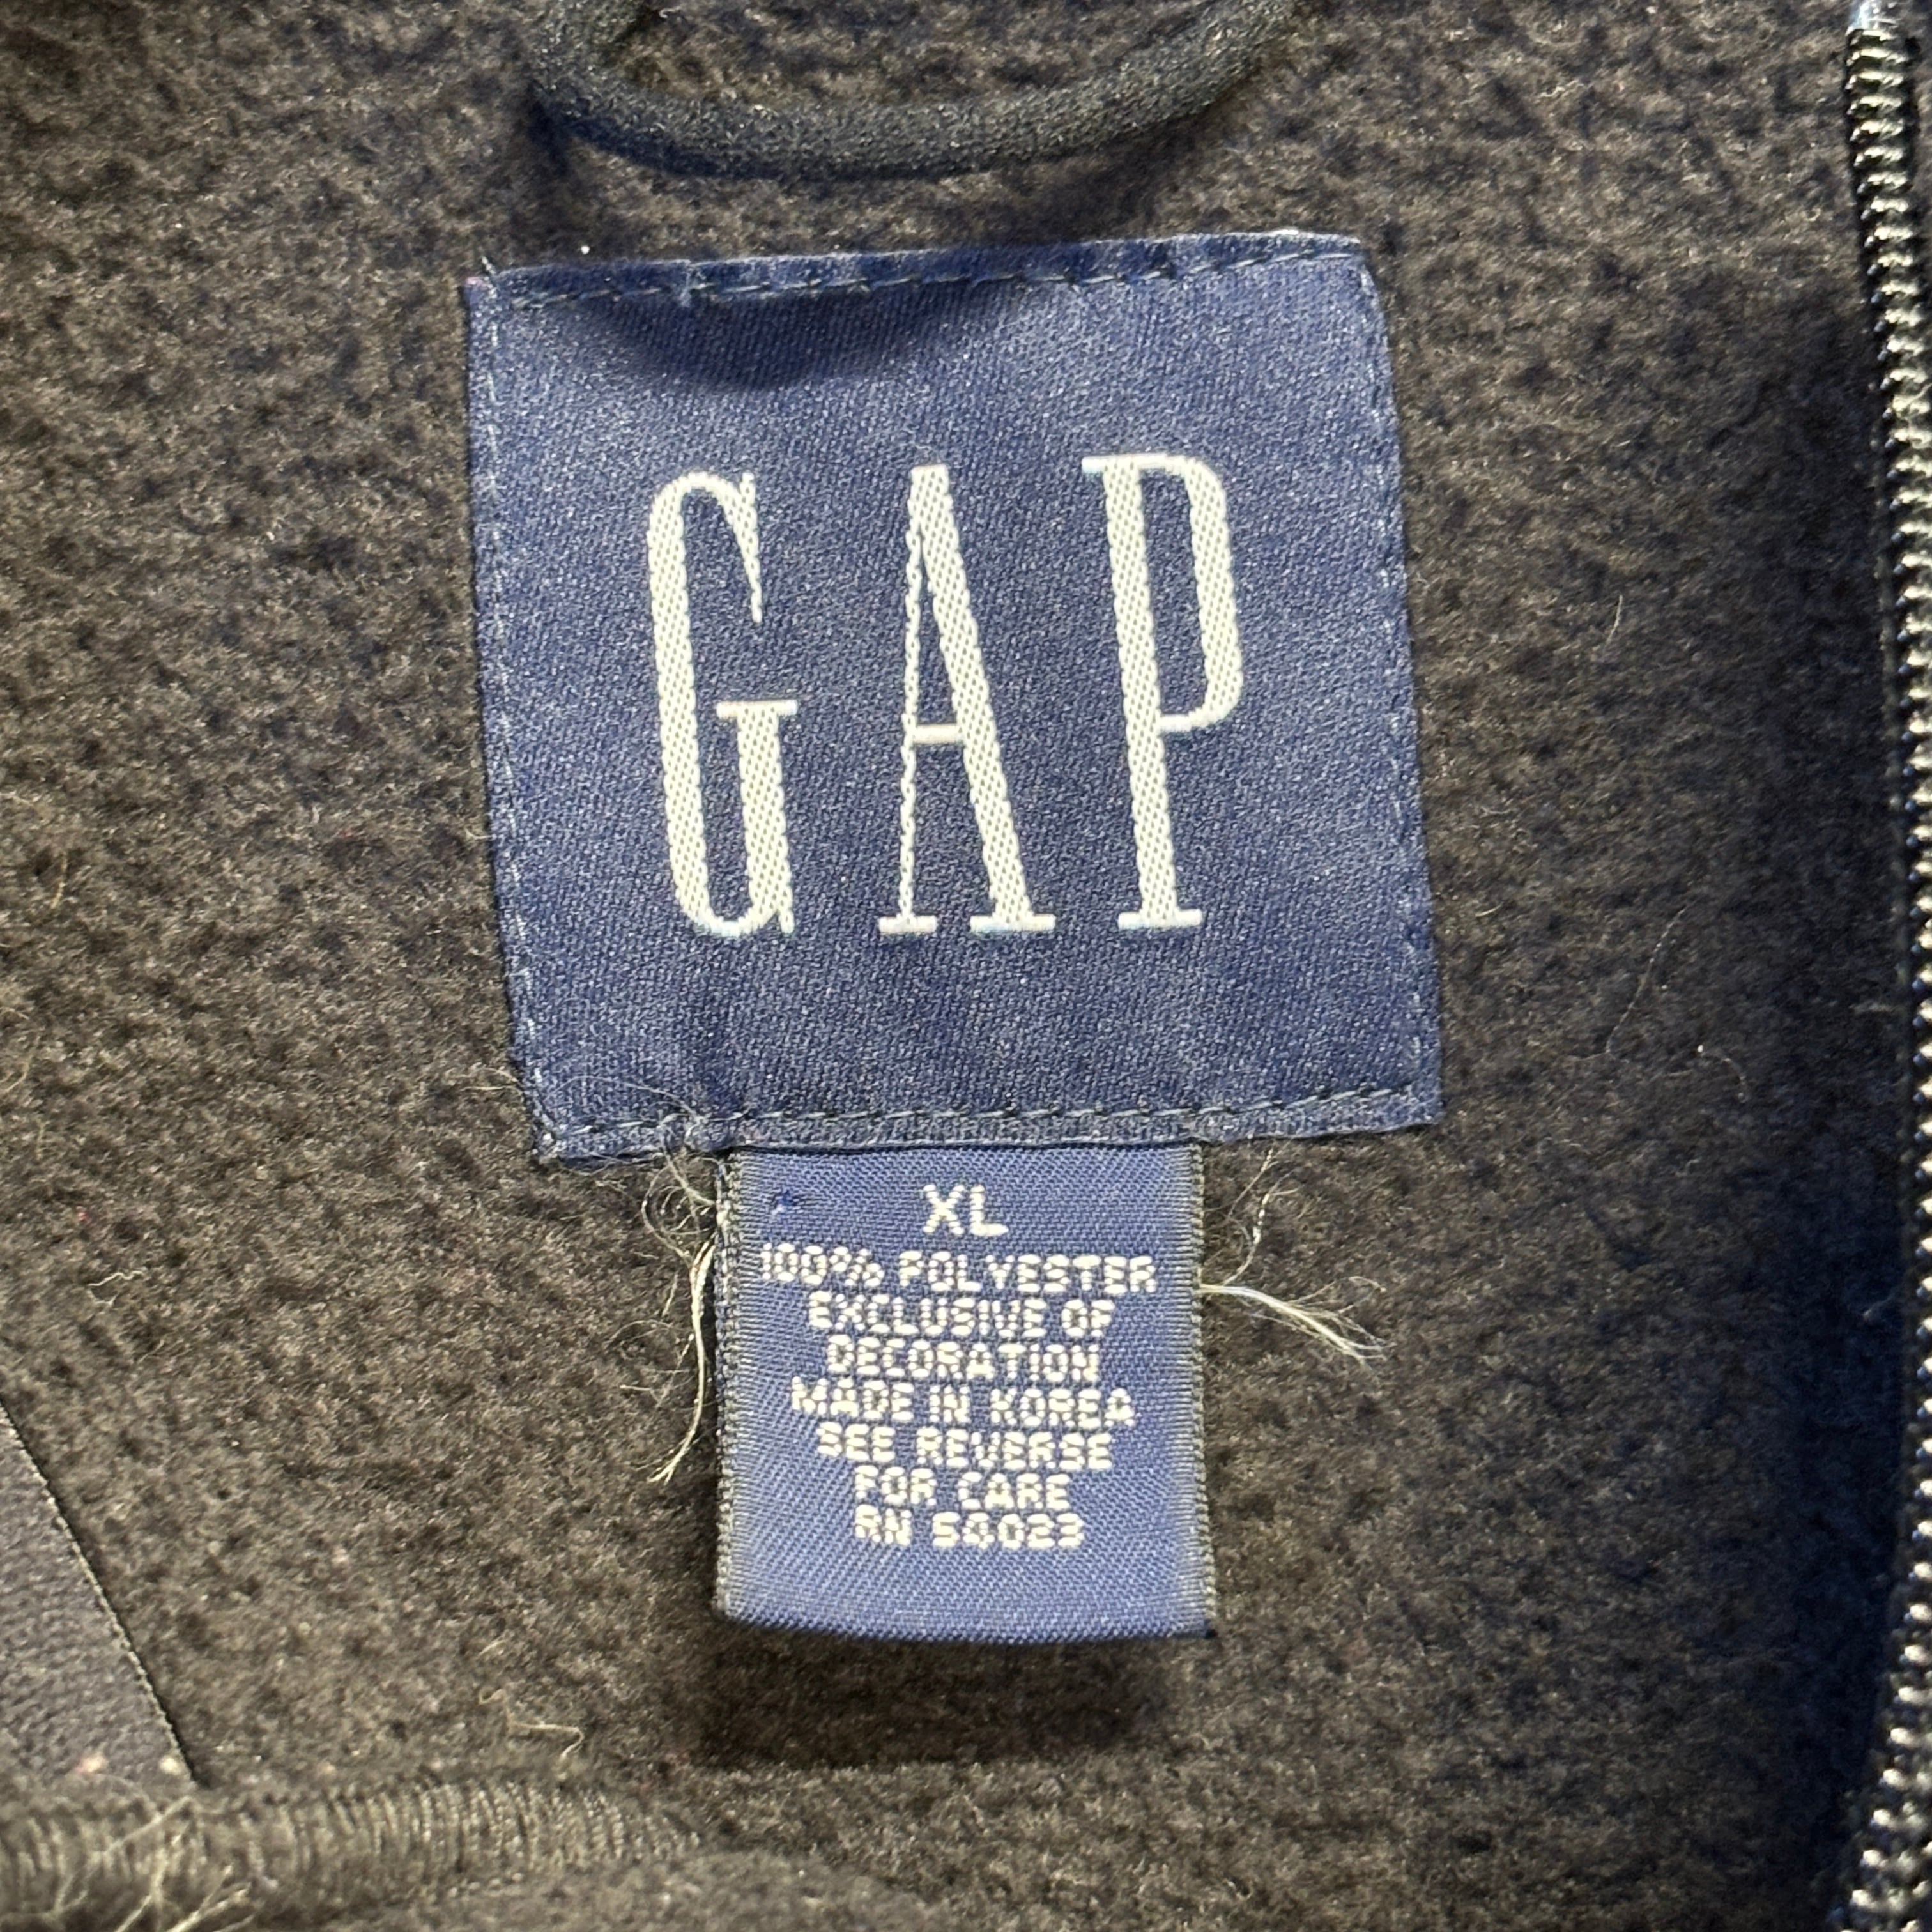 GAP
XL
100% POLYESTER
EXCLUSIVE OF
DECORATION
MADE IN KOREA
SEE REVERSE
FOR CARE
RN 54023